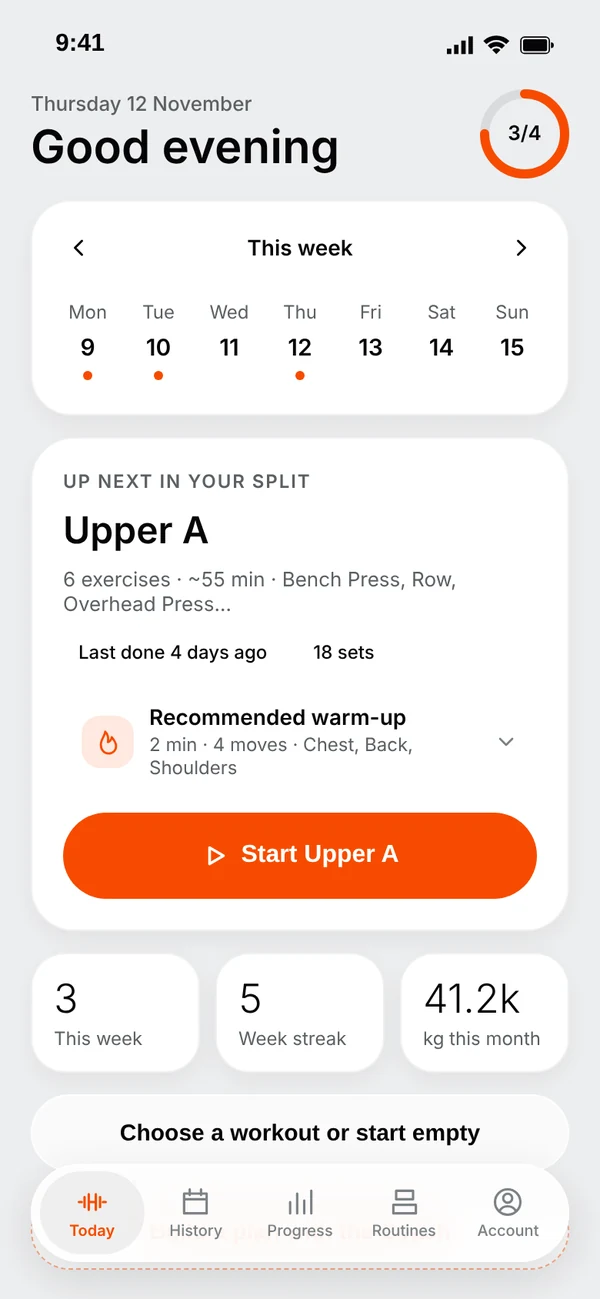 9:41
Thursday 12 November
Good evening
3/4
This week
Mon Tue Wed Thu Fri Sat Sun
9 10 11 12 13 14 15
UP NEXT IN YOUR SPLIT
Upper A
6 exercises · ~55 min · Bench Press, Row,
Overhead Press...
Last done 4 days ago 18 sets
Recommended warm-up
2 min · 4 moves · Chest, Back,
Shoulders
Start Upper A
3 5 41.2k
This week Week streak kg this month
Choose a workout or start empty
Today History Progress Routines Account